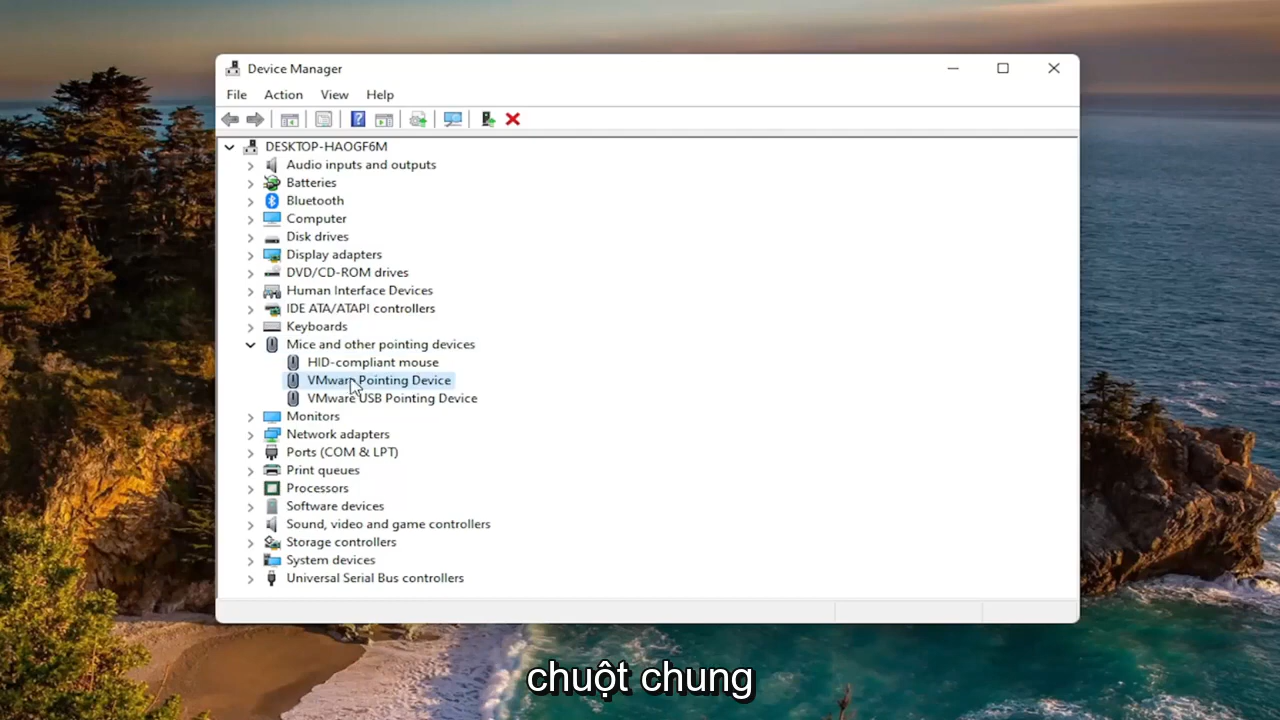 Device Manager
File Action View Help
DESKTOP-HAOGF6M
Audio inputs and outputs
Batteries
Bluetooth
Computer
Disk drives
Display adapters
DVD/CD-ROM drives
Human Interface Devices
IDE ATA/ATAPI controllers
Keyboards
Mice and other pointing devices
HID-compliant mouse
VMware Pointing Device
VMware USB Pointing Device
Monitors
Network adapters
Ports (COM & LPT)
Print queues
Processors
Software devices
Sound, video and game controllers
Storage controllers
System devices
Universal Serial Bus controllers
chuột chung